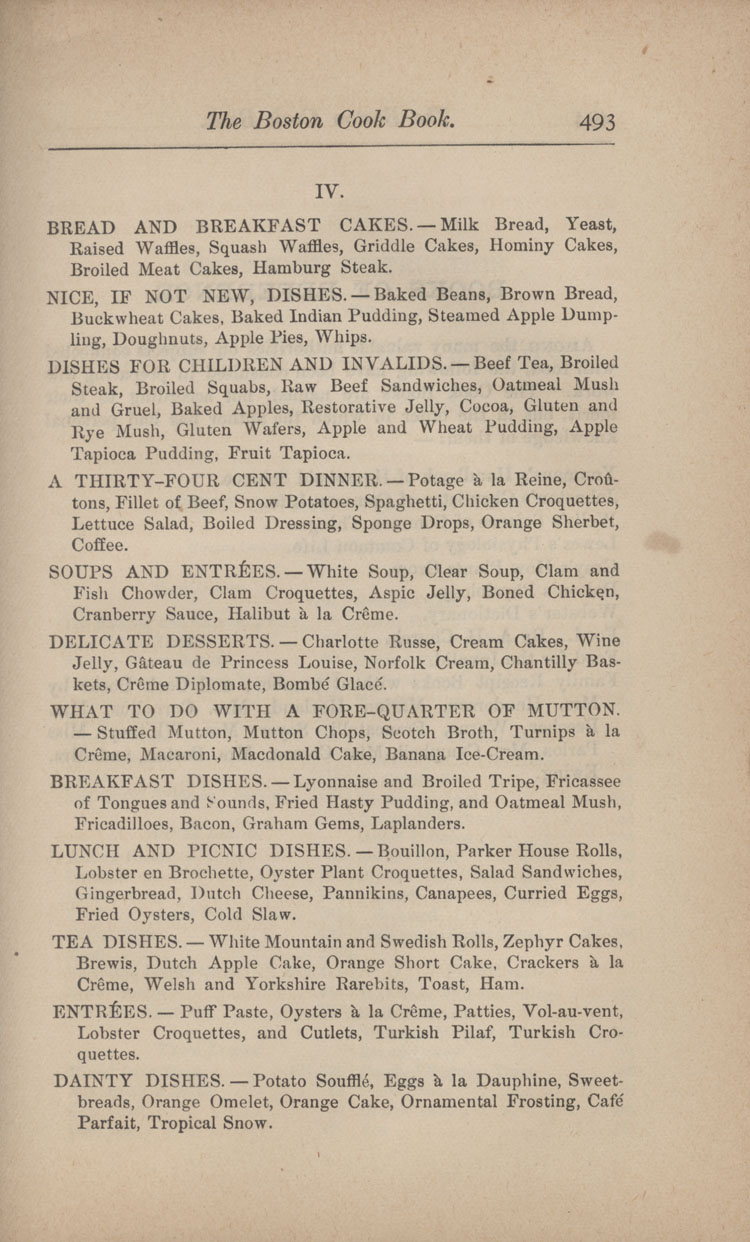 The Boston Cook Book. 493
IV.
BREAD AND BREAKFAST CAKES. — Milk Bread, Yeast,
Raised Waffles, Squash Waffles, Griddle Cakes, Hominy Cakes,
Broiled Meat Cakes, Hamburg Steak.
NICE, IF NOT NEW, DISHES. — Baked Beans, Brown Bread,
Buckwheat Cakes, Baked Indian Pudding, Steamed Apple Dump-
ling, Doughnuts, Apple Pies, Whips.
DISHES FOR CHILDREN AND INVALIDS. — Beef Tea, Broiled
Steak, Broiled Squabs, Raw Beef Sandwiches, Oatmeal Mush
and Gruel, Baked Apples, Restorative Jelly, Cocoa, Gluten and
Rye Mush, Gluten Wafers, Apple and Wheat Pudding, Apple
Tapioca Pudding, Fruit Tapioca.
A THIRTY-FOUR CENT DINNER. — Potage à la Reine, Croû-
tons, Fillet of Beef, Snow Potatoes, Spaghetti, Chicken Croquettes,
Lettuce Salad, Boiled Dressing, Sponge Drops, Orange Sherbet,
Coffee.
SOUPS AND ENTRÉES. — White Soup, Clear Soup, Clam and
Fish Chowder, Clam Croquettes, Aspic Jelly, Boned Chicken,
Cranberry Sauce, Halibut à la Crême.
DELICATE DESSERTS. — Charlotte Russe, Cream Cakes, Wine
Jelly, Gâteau de Princess Louise, Norfolk Cream, Chantilly Bas-
kets, Crême Diplomate, Bombé Glacé.
WHAT TO DO WITH A FORE-QUARTER OF MUTTON.
— Stuffed Mutton, Mutton Chops, Scotch Broth, Turnips à la
Crême, Macaroni, Macdonald Cake, Banana Ice-Cream.
BREAKFAST DISHES. — Lyonnaise and Broiled Tripe, Fricassee
of Tongues and Sounds, Fried Hasty Pudding, and Oatmeal Mush,
Fricadilloes, Bacon, Graham Gems, Laplanders.
LUNCH AND PICNIC DISHES. — Bouillon, Parker House Rolls,
Lobster en Brochette, Oyster Plant Croquettes, Salad Sandwiches,
Gingerbread, Dutch Cheese, Pannikins, Canapees, Curried Eggs,
Fried Oysters, Cold Slaw.
TEA DISHES. — White Mountain and Swedish Rolls, Zephyr Cakes,
Brewis, Dutch Apple Cake, Orange Short Cake, Crackers à la
Crême, Welsh and Yorkshire Rarebits, Toast, Ham.
ENTRÉES. — Puff Paste, Oysters à la Crême, Patties, Vol-au-vent,
Lobster Croquettes, and Cutlets, Turkish Pilaf, Turkish Cro-
quettes.
DAINTY DISHES. — Potato Soufflé, Eggs à la Dauphine, Sweet-
breads, Orange Omelet, Orange Cake, Ornamental Frosting, Café
Parfait, Tropical Snow.